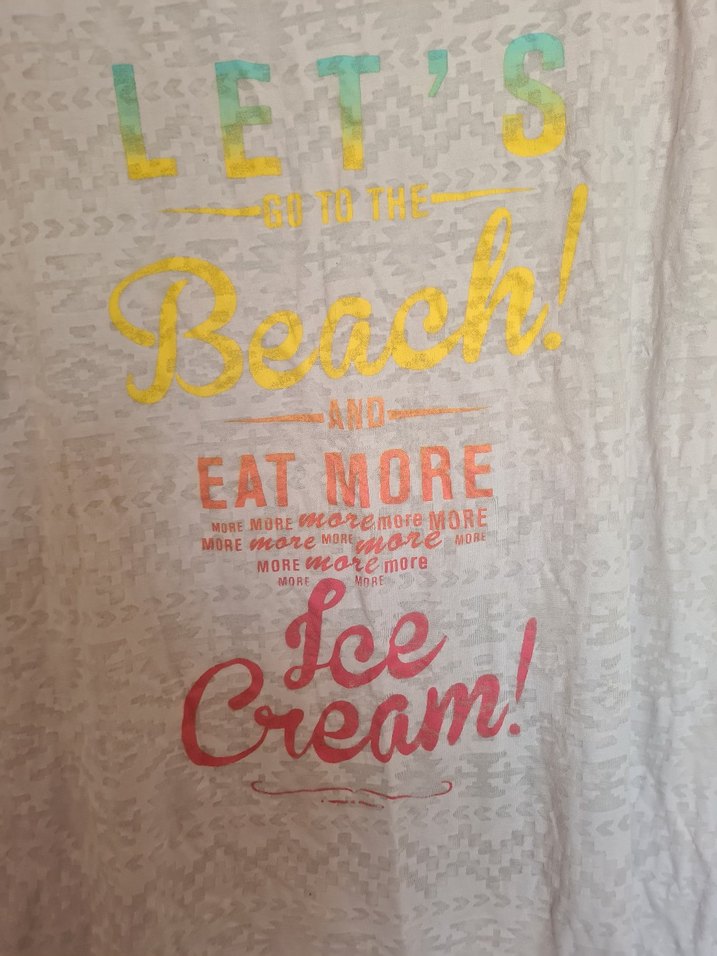 LET'S
GO TO THE
Beach!
AND
EAT MORE
MORE MORE more more MORE
MORE more MORE more MORE
MORE more more
MORE MORE
Ice
Cream!